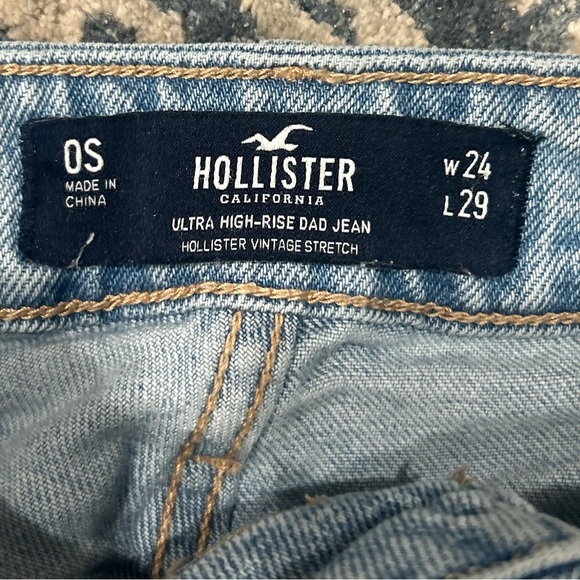 0S
MADE IN
CHINA
HOLLISTER
CALIFORNIA
ULTRA HIGH-RISE DAD JEAN
HOLLISTER VINTAGE STRETCH
W 24
L 29